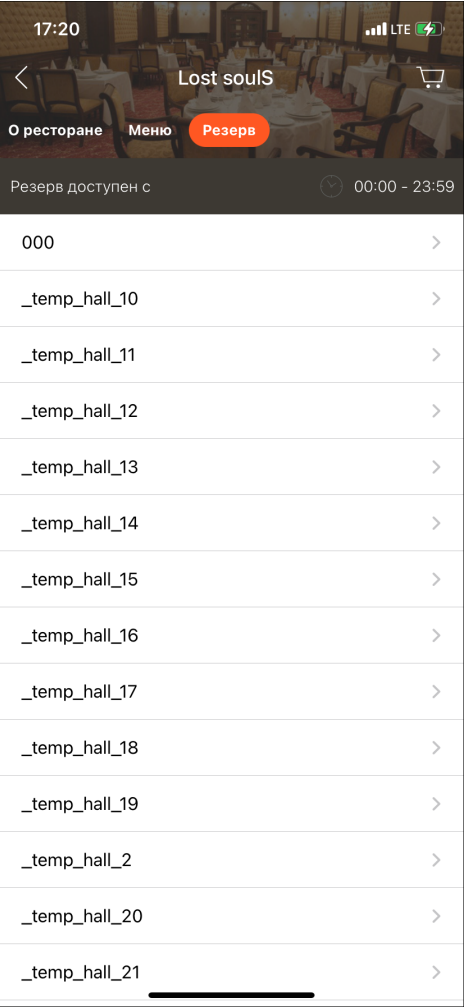 17:20
LTE
Lost soulS
О ресторане Меню Резерв
Резерв доступен с 00:00 - 23:59
000
_temp_hall_10
_temp_hall_11
_temp_hall_12
_temp_hall_13
_temp_hall_14
_temp_hall_15
_temp_hall_16
_temp_hall_17
_temp_hall_18
_temp_hall_19
_temp_hall_2
_temp_hall_20
_temp_hall_21